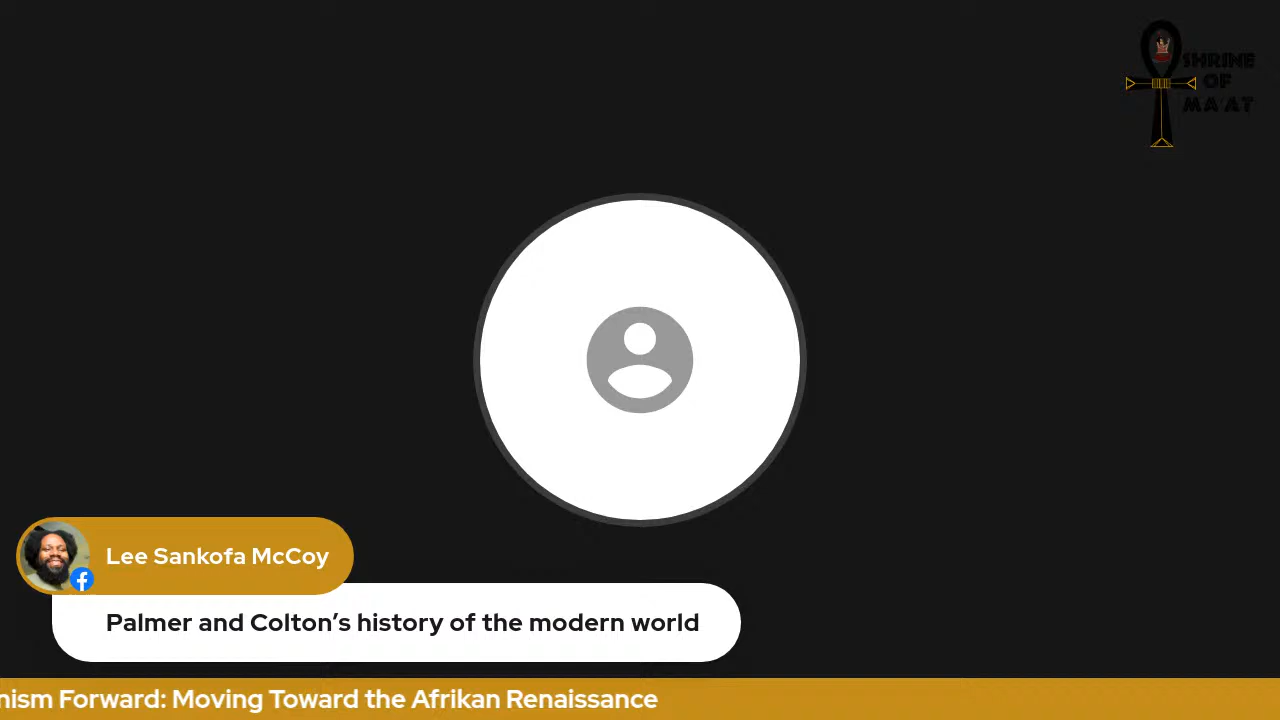 SHRINE
OF
MA'AT
Lee Sankofa McCoy
Palmer and Colton’s history of the modern world
nism Forward: Moving Toward the Afrikan Renaissance